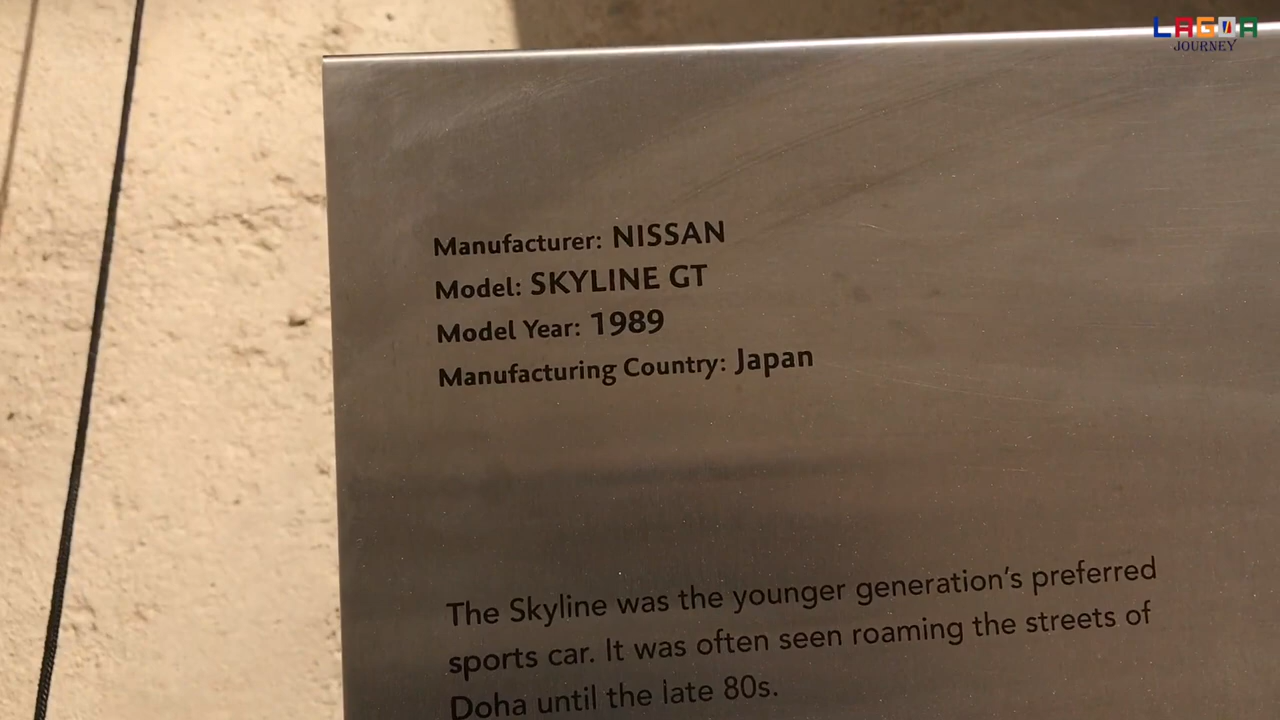 LAGOA
JOURNEY
Manufacturer: NISSAN
Model: SKYLINE GT
Model Year: 1989
Manufacturing Country: Japan
The Skyline was the younger generation's preferred
sports car. It was often seen roaming the streets of
Doha until the late 80s.